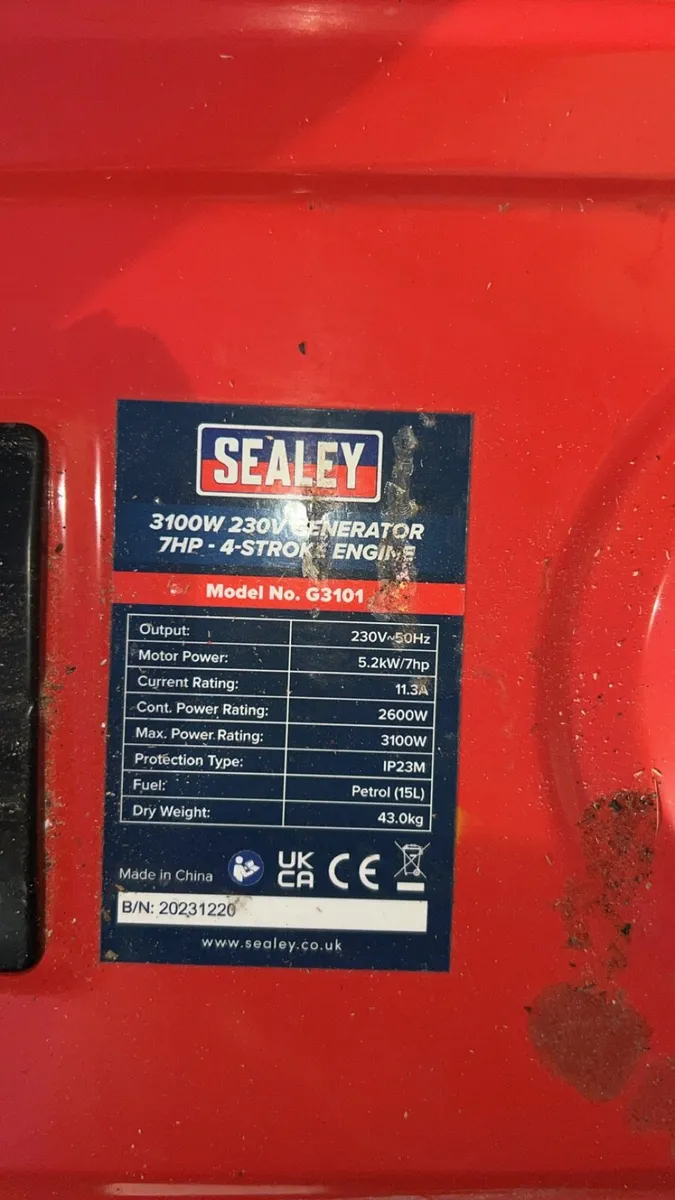 SEALEY
3100W 230V GENERATOR
7HP - 4-STROKE ENGINE
Model No. G3101
Output: 230V~50Hz
Motor Power: 5.2kW/7hp
Current Rating: 11.3A
Cont. Power Rating: 2600W
Max. Power Rating: 3100W
Protection Type: IP23M
Fuel: Petrol (15L)
Dry Weight: 43.0kg
Made in China UK CA CE
B/N: 20231220
www.sealey.co.uk